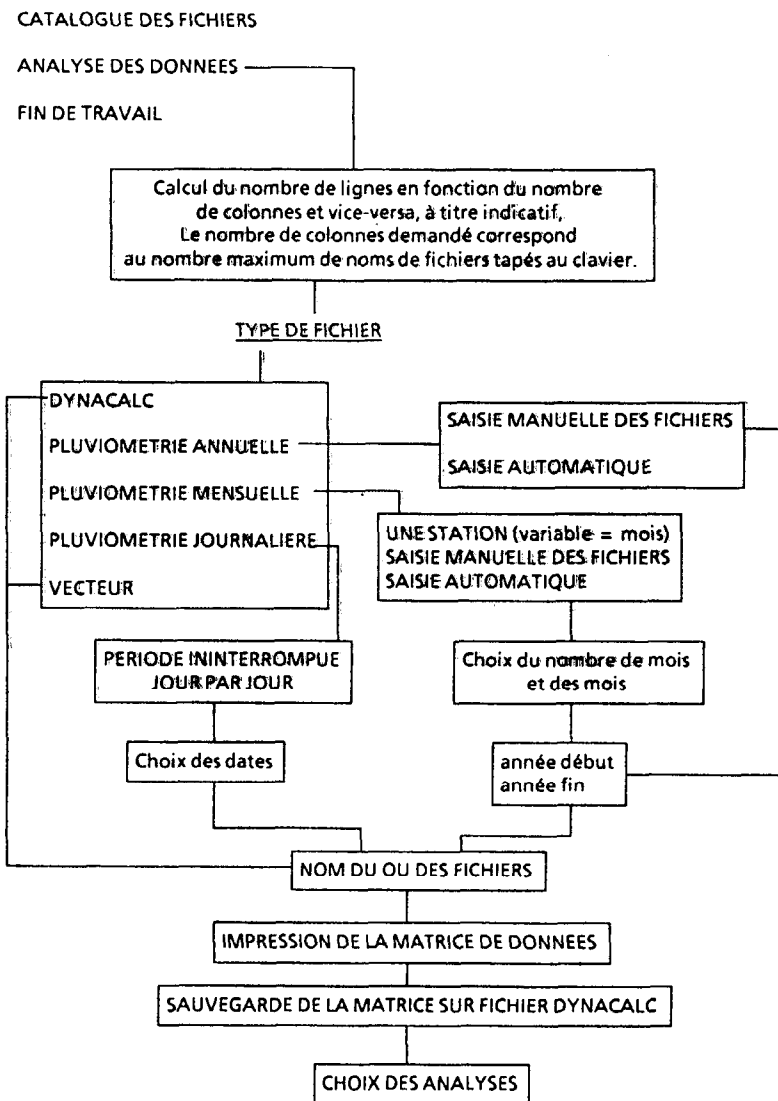 CATALOGUE DES FICHIERS
ANALYSE DES DONNEES
FIN DE TRAVAIL
Calcul du nombre de lignes en fonction du nombre
de colonnes et vice-versa, à titre indicatif,
Le nombre de colonnes demandé correspond
au nombre maximum de noms de fichiers tapés au clavier.
TYPE DE FICHIER
DYNACALC
PLUVIOMETRIE ANNUELLE
PLUVIOMETRIE MENSUELLE
PLUVIOMETRIE JOURNALIERE
VECTEUR
SAISIE MANUELLE DES FICHIERS
SAISIE AUTOMATIQUE
UNE STATION (variable = mois)
SAISIE MANUELLE DES FICHIERS
SAISIE AUTOMATIQUE
PERIODE ININTERROMPUE
JOUR PAR JOUR
Choix du nombre de mois
et des mois
Choix des dates
année début
année fin
NOM DU OU DES FICHIERS
IMPRESSION DE LA MATRICE DE DONNEES
SAUVEGARDE DE LA MATRICE SUR FICHIER DYNACALC
CHOIX DES ANALYSES